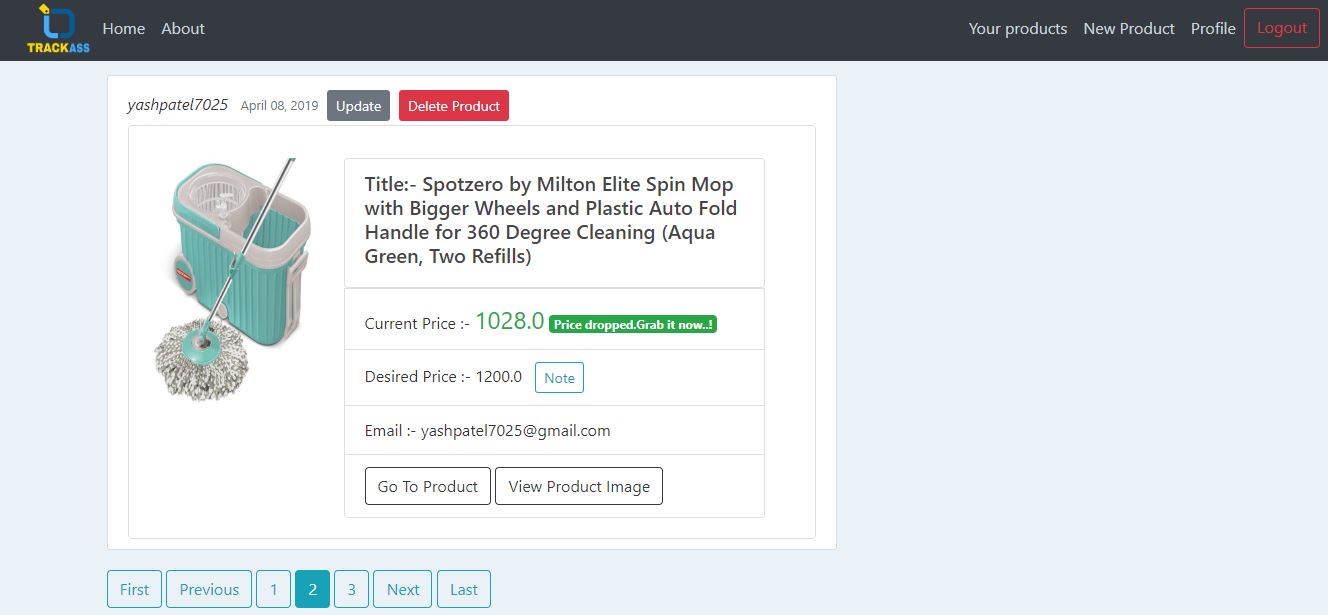 TRACKASS
Home About Your products New Product Profile Logout
yashpatel7025 April 08, 2019 Update Delete Product
Title:- Spotzero by Milton Elite Spin Mop
with Bigger Wheels and Plastic Auto Fold
Handle for 360 Degree Cleaning (Aqua
Green, Two Refills)
Current Price :- 1028.0 Price dropped.Grab it now..!
Desired Price :- 1200.0 Note
Email :- yashpatel7025@gmail.com
Go To Product View Product Image
First Previous 1 2 3 Next Last